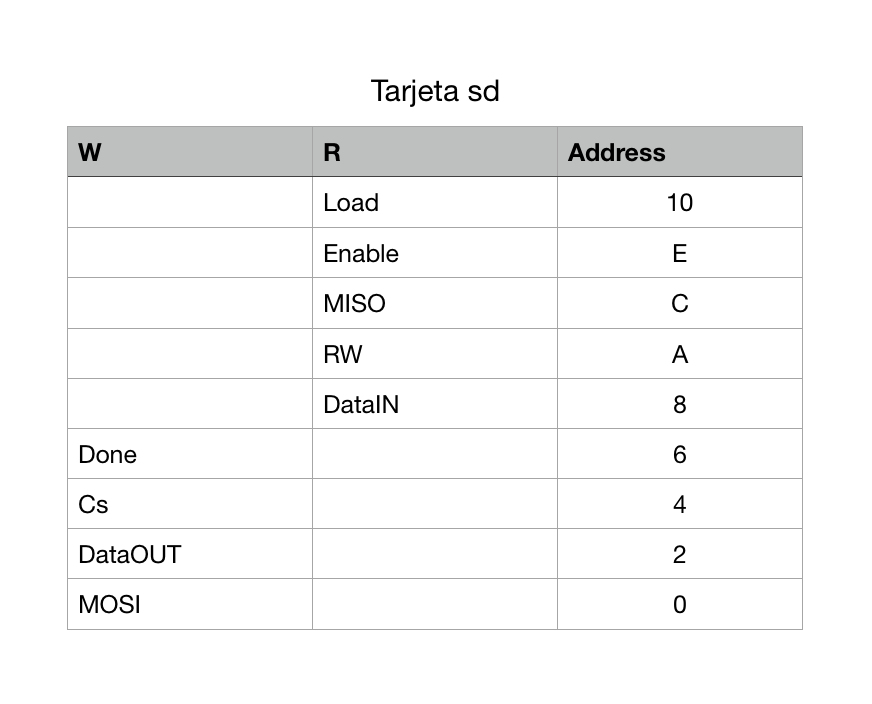 Tarjeta sd
W R Address
Load 10
Enable E
MISO C
RW A
DataIN 8
Done 6
Cs 4
DataOUT 2
MOSI 0